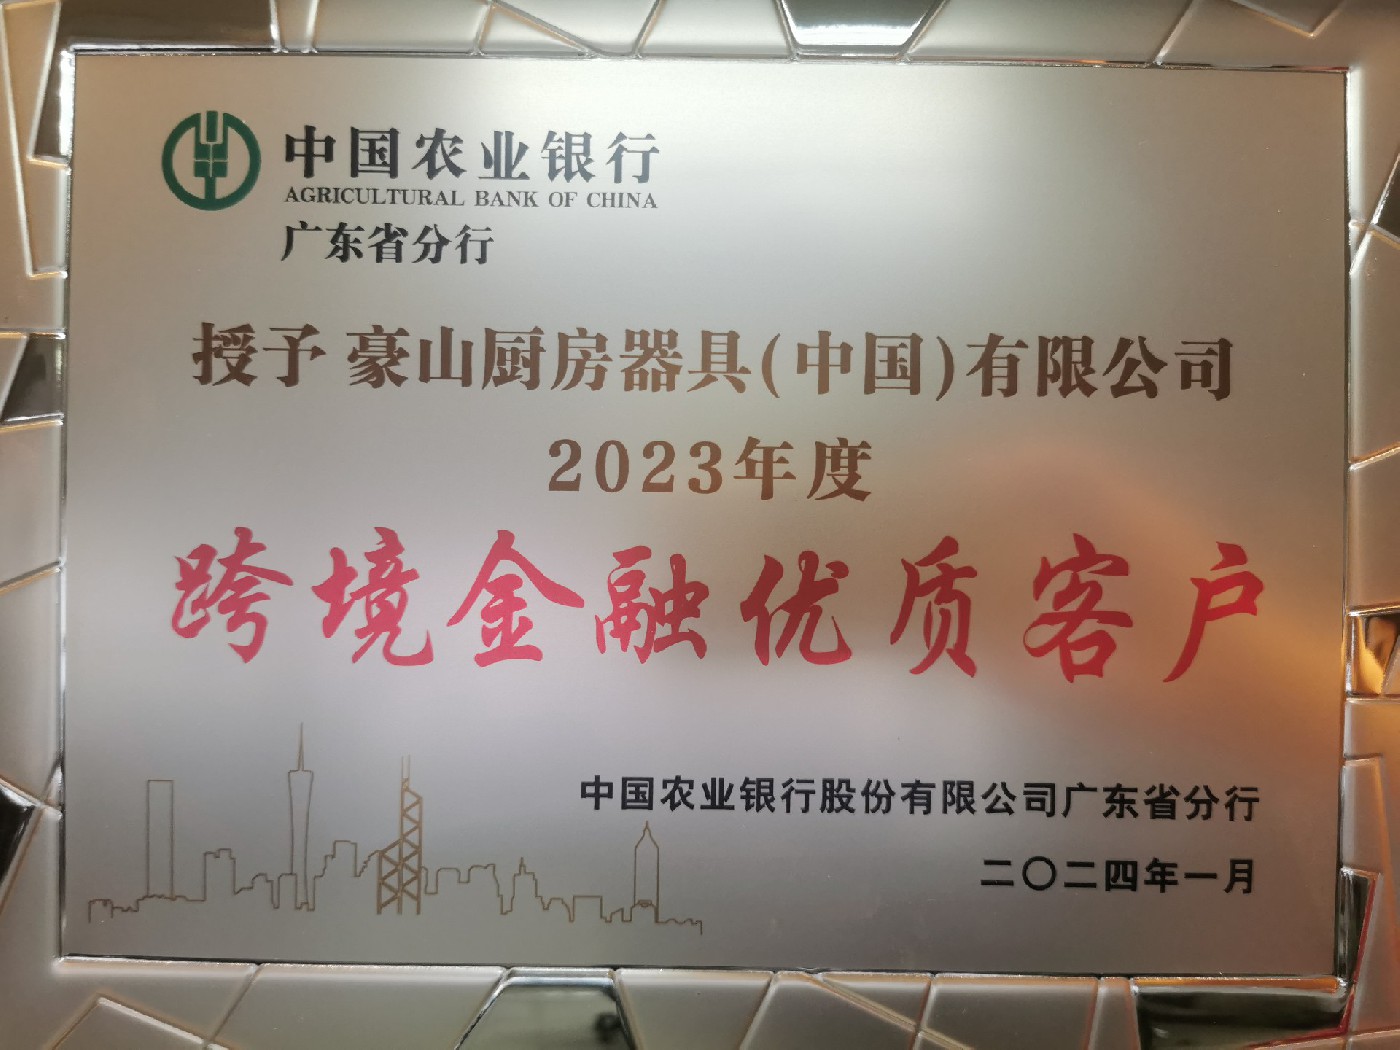 中国农业银行
AGRICULTURAL BANK OF CHINA
广东省分行
授予 豪山厨房器具(中国)有限公司
2023年度
跨境金融优质客户
中国农业银行股份有限公司广东省分行
二〇二四年一月